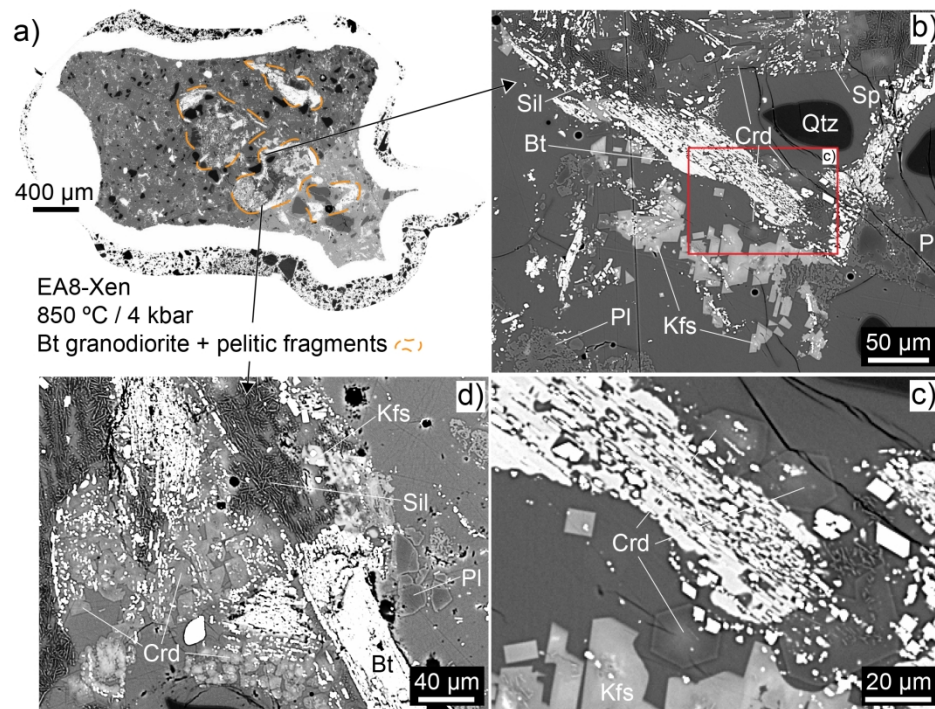 a)
400 µm
EA8-Xen
850 ºC / 4 kbar
Bt granodiorite + pelitic fragments
b)
Sil
Bt
Crd
Sp
Qtz
c)
Pl
Kfs
P
50 µm
d)
Kfs
Sil
Pl
Crd
Bt
40 µm
c)
Crd
Kfs
20 µm